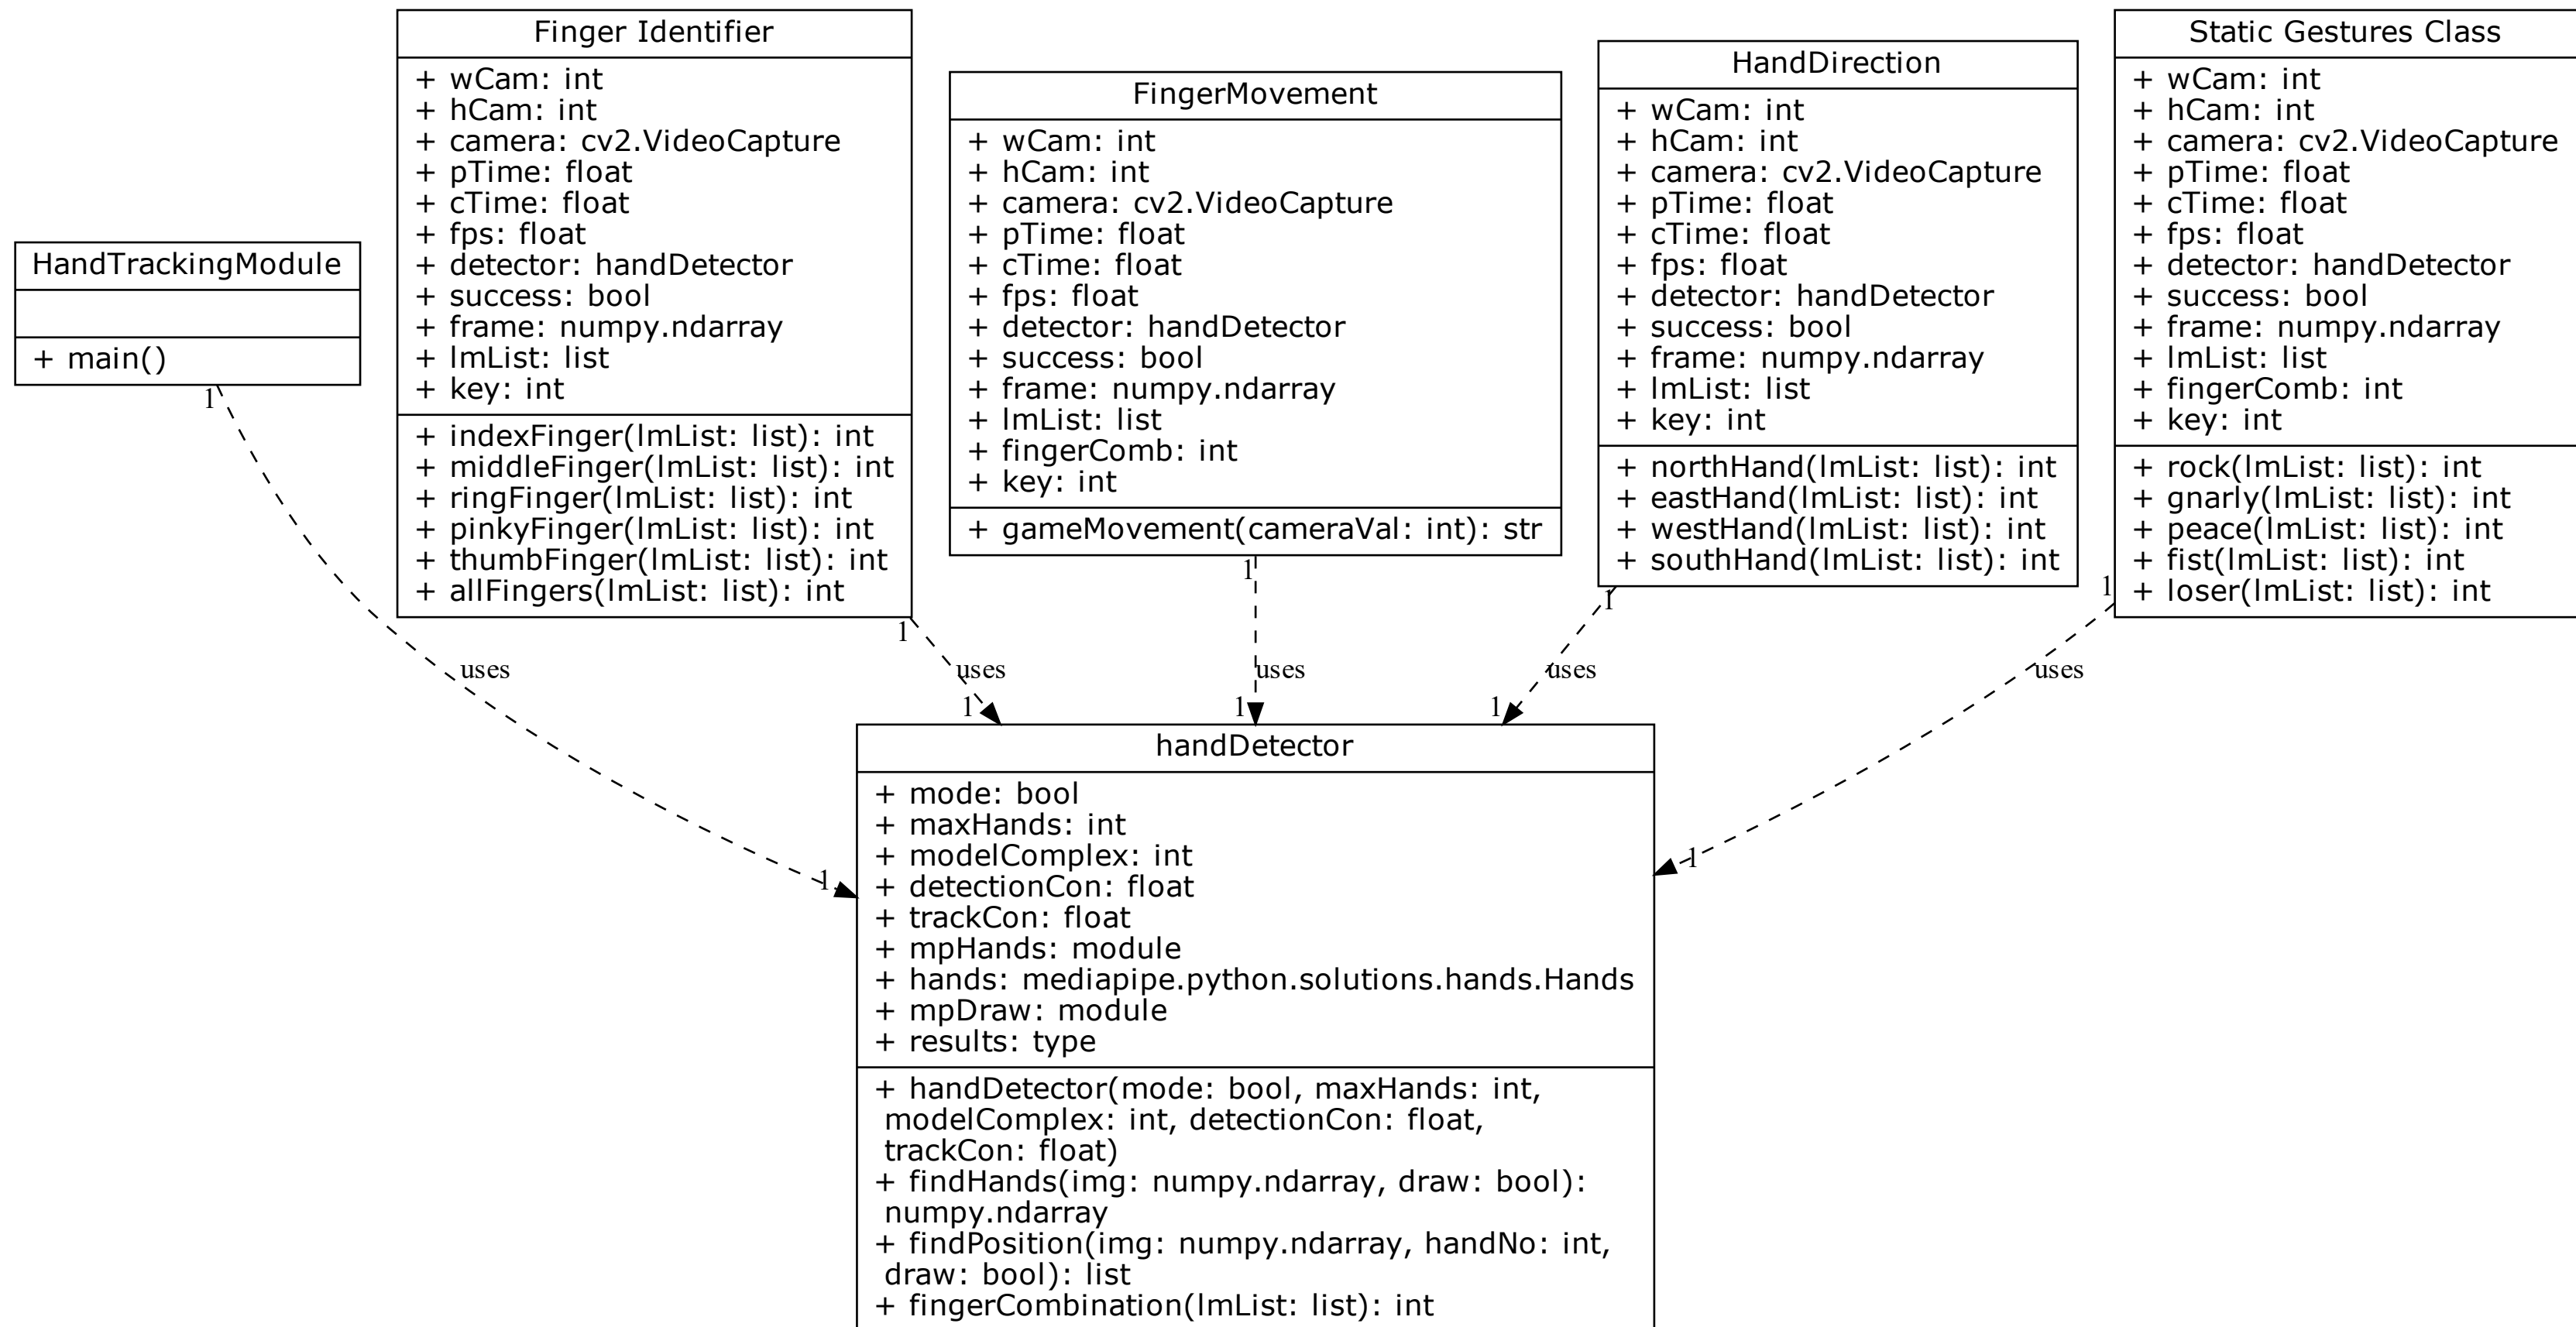 HandTrackingModule
+ main()
Finger Identifier
+ wCam: int
+ hCam: int
+ camera: cv2.VideoCapture
+ pTime: float
+ cTime: float
+ fps: float
+ detector: handDetector
+ success: bool
+ frame: numpy.ndarray
+ lmList: list
+ key: int
+ indexFinger(lmList: list): int
+ middleFinger(lmList: list): int
+ ringFinger(lmList: list): int
+ pinkyFinger(lmList: list): int
+ thumbFinger(lmList: list): int
+ allFingers(lmList: list): int
FingerMovement
+ wCam: int
+ hCam: int
+ camera: cv2.VideoCapture
+ pTime: float
+ cTime: float
+ fps: float
+ detector: handDetector
+ success: bool
+ frame: numpy.ndarray
+ lmList: list
+ fingerComb: int
+ key: int
+ gameMovement(cameraVal: int): str
HandDirection
+ wCam: int
+ hCam: int
+ camera: cv2.VideoCapture
+ pTime: float
+ cTime: float
+ fps: float
+ detector: handDetector
+ success: bool
+ frame: numpy.ndarray
+ lmList: list
+ key: int
+ northHand(lmList: list): int
+ eastHand(lmList: list): int
+ westHand(lmList: list): int
+ southHand(lmList: list): int
Static Gestures Class
+ wCam: int
+ hCam: int
+ camera: cv2.VideoCapture
+ pTime: float
+ cTime: float
+ fps: float
+ detector: handDetector
+ success: bool
+ frame: numpy.ndarray
+ lmList: list
+ fingerComb: int
+ key: int
+ rock(lmList: list): int
+ gnarly(lmList: list): int
+ peace(lmList: list): int
+ fist(lmList: list): int
+ loser(lmList: list): int
1
uses
1
1
uses
1
1
uses
1
1
uses
1
1
uses
1
handDetector
+ mode: bool
+ maxHands: int
+ modelComplex: int
+ detectionCon: float
+ trackCon: float
+ mpHands: module
+ hands: mediapipe.python.solutions.hands.Hands
+ mpDraw: module
+ results: type
+ handDetector(mode: bool, maxHands: int,
modelComplex: int, detectionCon: float,
trackCon: float)
+ findHands(img: numpy.ndarray, draw: bool):
numpy.ndarray
+ findPosition(img: numpy.ndarray, handNo: int,
draw: bool): list
+ fingerCombination(lmList: list): int